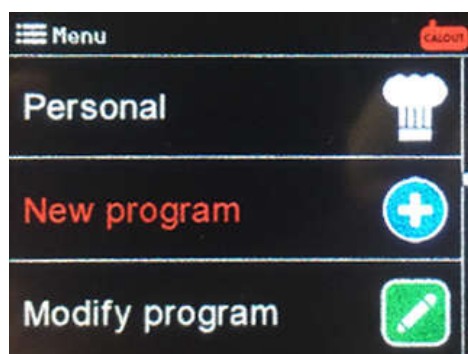 Menu
CALOUT
Personal
New program
Modify program